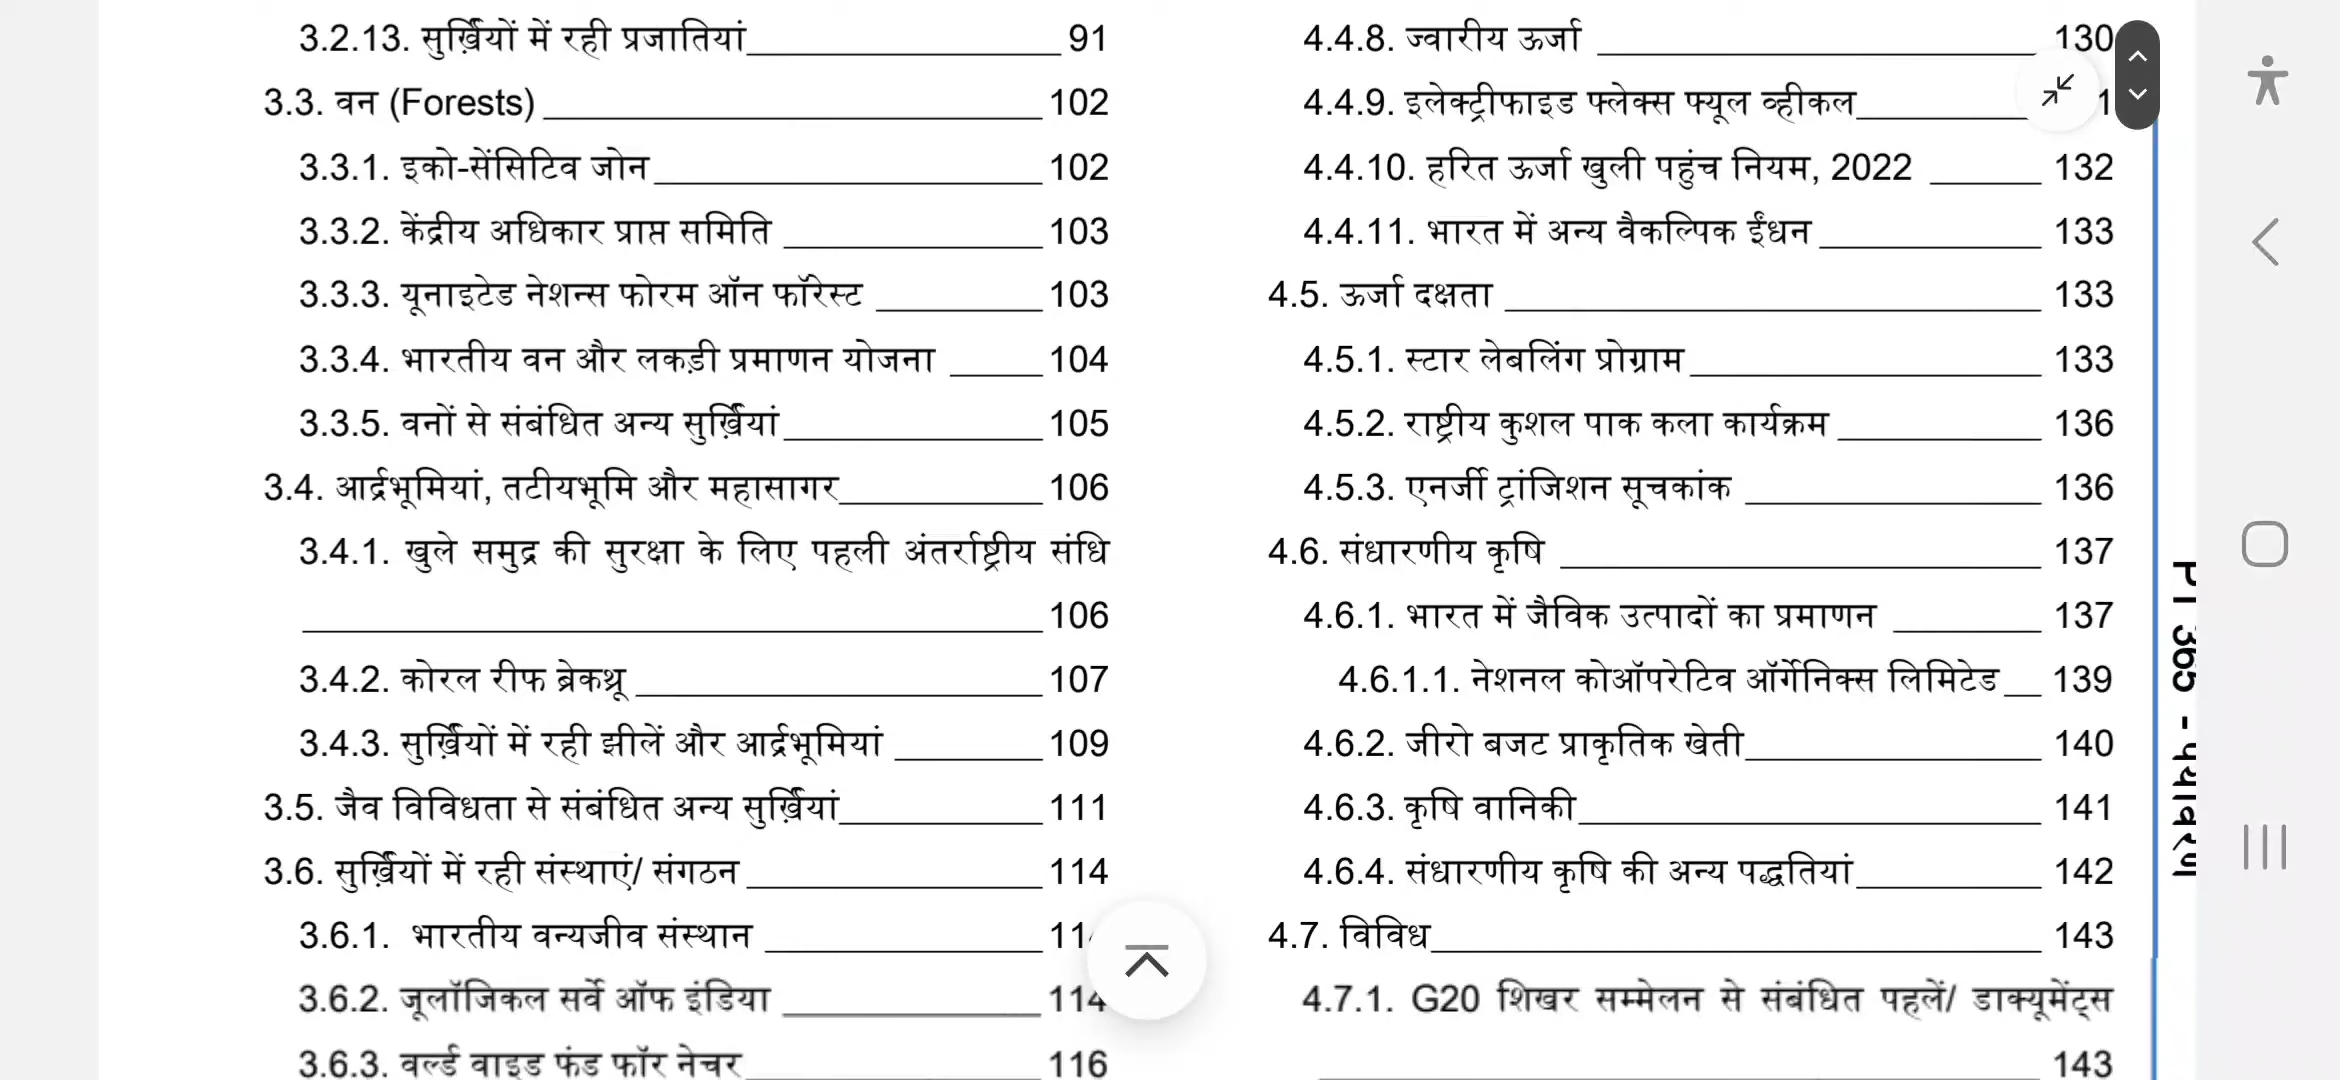 3.2.13. सुर्ख़ियों में रही प्रजातियां 91
3.3. वन (Forests) 102
3.3.1. इको-सेंसिटिव जोन 102
3.3.2. केंद्रीय अधिकार प्राप्त समिति 103
3.3.3. यूनाइटेड नेशन्स फोरम ऑन फॉरेस्ट 103
3.3.4. भारतीय वन और लकड़ी प्रमाणन योजना 104
3.3.5. वनों से संबंधित अन्य सुर्ख़ियां 105
3.4. आर्द्रभूमियां, तटीयभूमि और महासागर 106
3.4.1. खुले समुद्र की सुरक्षा के लिए पहली अंतर्राष्ट्रीय संधि
106
3.4.2. कोरल रीफ ब्रेकथ्रू 107
3.4.3. सुर्ख़ियों में रही झीलें और आर्द्रभूमियां 109
3.5. जैव विविधता से संबंधित अन्य सुर्ख़ियां 111
3.6. सुर्ख़ियों में रही संस्थाएं/ संगठन 114
3.6.1. भारतीय वन्यजीव संस्थान
3.6.2. जूलॉजिकल सर्वे ऑफ इंडिया 114
3.6.3. वर्ल्ड वाइड फंड फॉर नेचर 116
4.4.8. ज्वारीय ऊर्जा 130
4.4.9. इलेक्ट्रीफाइड फ्लेक्स फ्यूल व्हीकल
4.4.10. हरित ऊर्जा खुली पहुंच नियम, 2022 132
4.4.11. भारत में अन्य वैकल्पिक ईंधन 133
4.5. ऊर्जा दक्षता 133
4.5.1. स्टार लेबलिंग प्रोग्राम 133
4.5.2. राष्ट्रीय कुशल पाक कला कार्यक्रम 136
4.5.3. एनर्जी ट्रांजिशन सूचकांक 136
4.6. संधारणीय कृषि 137
4.6.1. भारत में जैविक उत्पादों का प्रमाणन 137
4.6.1.1. नेशनल कोऑपरेटिव ऑर्गेनिक्स लिमिटेड 139
4.6.2. जीरो बजट प्राकृतिक खेती 140
4.6.3. कृषि वानिकी 141
4.6.4. संधारणीय कृषि की अन्य पद्धतियां 142
4.7. विविध 143
4.7.1. G20 शिखर सम्मेलन से संबंधित पहलें/ डाक्यूमेंट्स
143
PT 365 - पर्यावरण